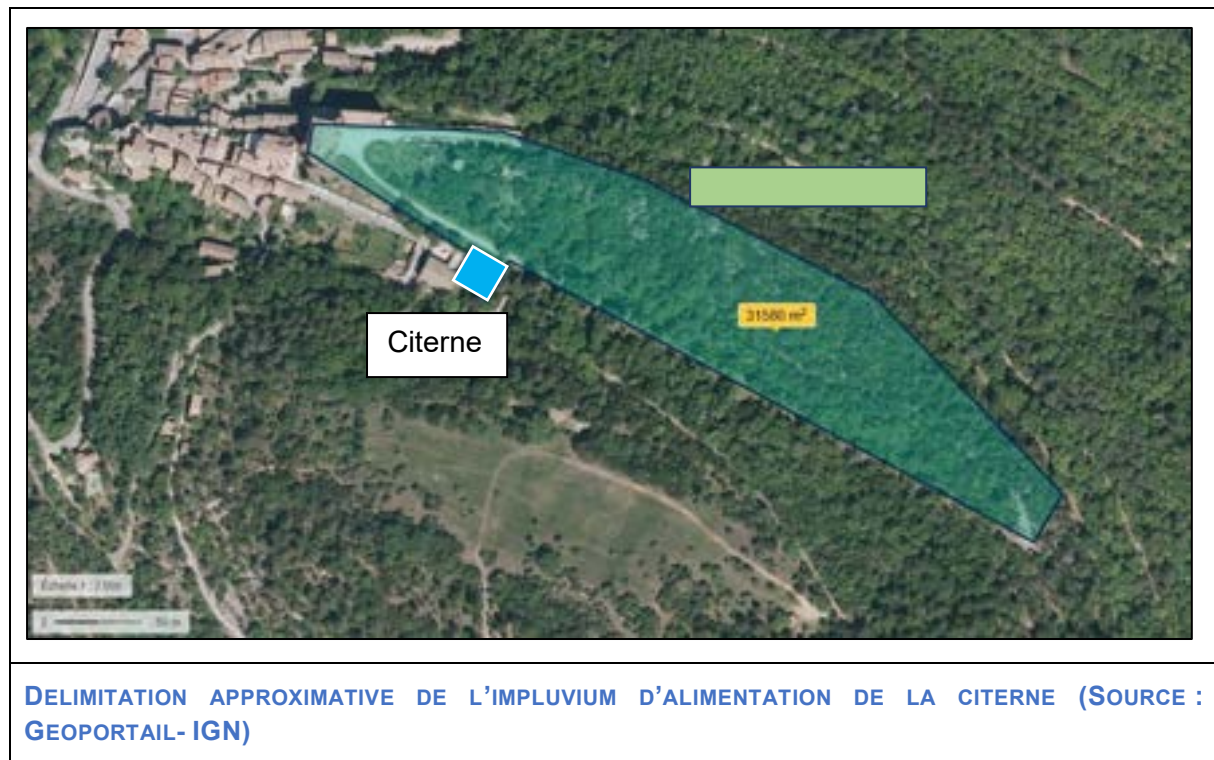 31580 m²
Citerne
DELIMITATION APPROXIMATIVE DE L'IMPLUVIUM D'ALIMENTATION DE LA CITERNE (SOURCE :
GEOPORTAIL- IGN)